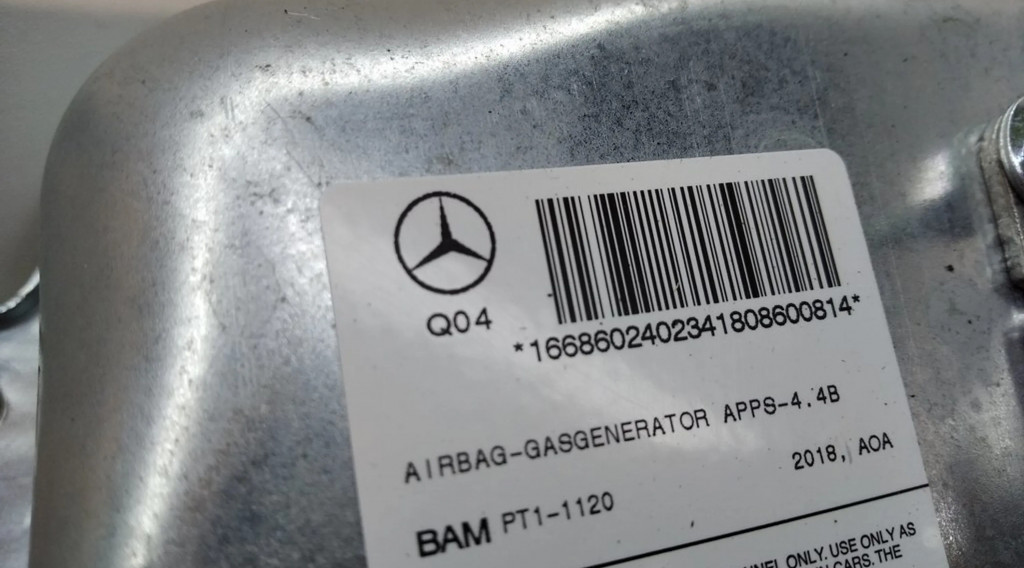 Q04
*1668602402341808600814*
AIRBAG-GASGENERATOR APPS-4.4B
2018, AOA
BAM PT1-1120
ONLY. USE ONLY AS
CARS. THE